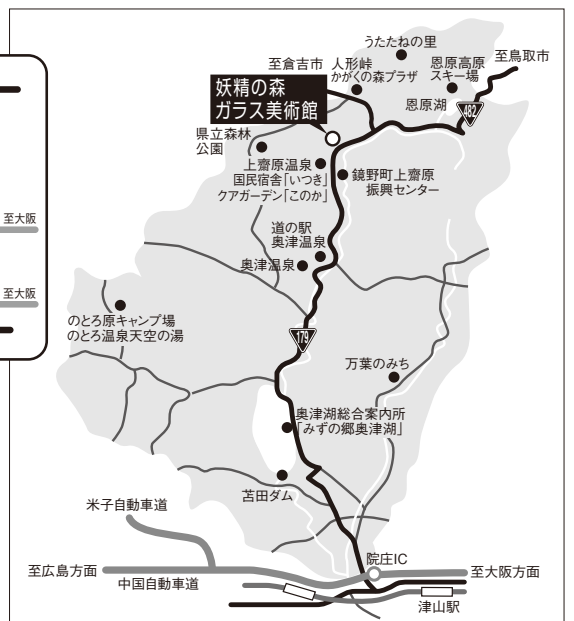 うたたねの里
至倉吉市
人形峠
かがくの森プラザ
恩原高原
スキー場
至鳥取市
妖精の森
ガラス美術館
恩原湖
482
県立森林
公園
上齋原温泉
国民宿舎「いつき」
クアガーデン「このか」
鏡野町上齋原
振興センター
至大阪
道の駅
奥津温泉
奥津温泉
至大阪
のとろ原キャンプ場
のとろ温泉天空の湯
179
万葉のみち
奥津湖総合案内所
「みずの郷奥津湖」
苫田ダム
米子自動車道
院庄IC
至広島方面
中国自動車道
至大阪方面
津山駅